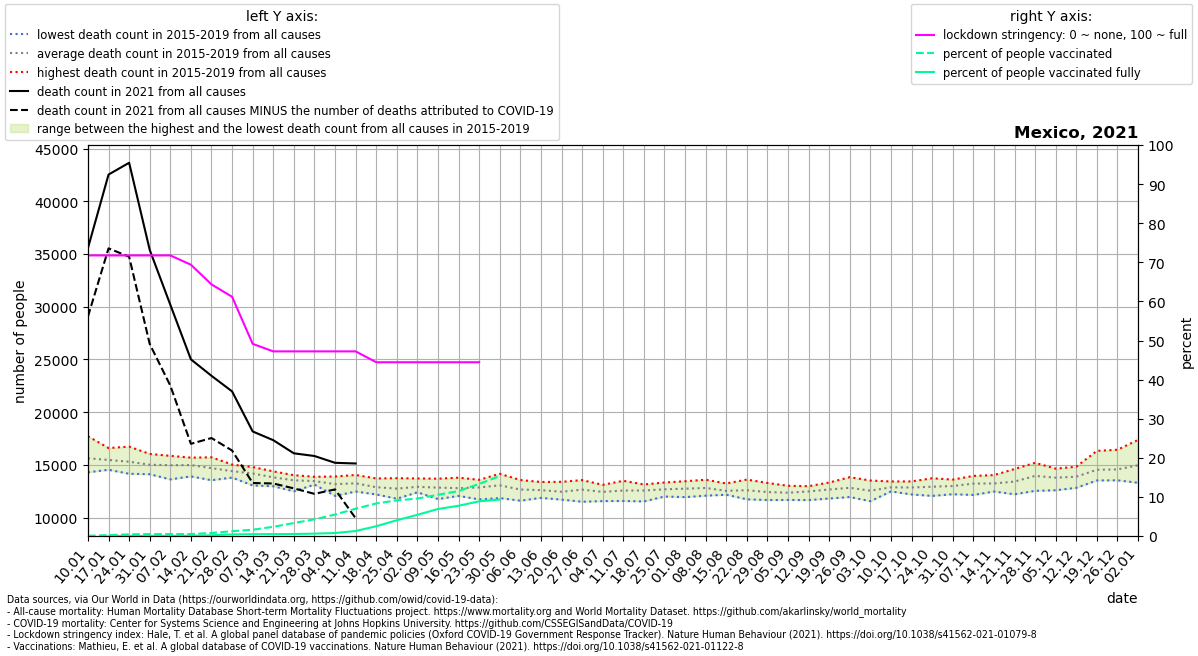 left Y axis:
lowest death count in 2015-2019 from all causes
average death count in 2015-2019 from all causes
highest death count in 2015-2019 from all causes
death count in 2021 from all causes
death count in 2021 from all causes MINUS the number of deaths attributed to COVID-19
range between the highest and the lowest death count from all causes in 2015-2019
right Y axis:
lockdown stringency: 0 ~ none, 100 ~ full
percent of people vaccinated
percent of people vaccinated fully
Mexico, 2021
number of people
45000
40000
35000
30000
25000
20000
15000
10000
100
90
80
70
60
50
40
30
20
10
0
percent
10.01 17.01 24.01 31.01 07.02 14.02 21.02 28.02 07.03 14.03 21.03 28.03 04.04 11.04 18.04 25.04 02.05 09.05 16.05 23.05 30.05 06.06 13.06 20.06 27.06 04.07 11.07 18.07 25.07 01.08 08.08 15.08 22.08 29.08 05.09 12.09 19.09 26.09 03.10 10.10 17.10 24.10 31.10 07.11 14.11 21.11 28.11 05.12 12.12 19.12 26.12 02.01
date
Data sources, via Our World in Data (https://ourworldindata.org, https://github.com/owid/covid-19-data):
- All-cause mortality: Human Mortality Database Short-term Mortality Fluctuations project. https://www.mortality.org and World Mortality Dataset. https://github.com/akarlinsky/world_mortality
- COVID-19 mortality: Center for Systems Science and Engineering at Johns Hopkins University. https://github.com/CSSEGISandData/COVID-19
- Lockdown stringency index: Hale, T. et al. A global panel database of pandemic policies (Oxford COVID-19 Government Response Tracker). Nature Human Behaviour (2021). https://doi.org/10.1038/s41562-021-01079-8
- Vaccinations: Mathieu, E. et al. A global database of COVID-19 vaccinations. Nature Human Behaviour (2021). https://doi.org/10.1038/s41562-021-01122-8